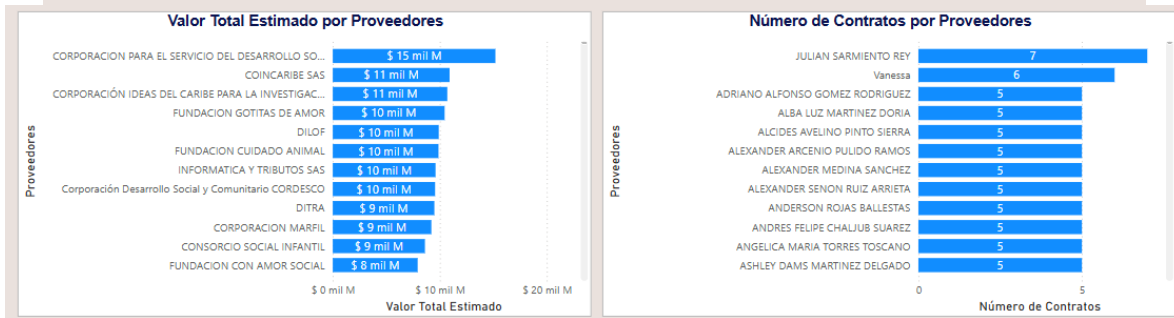 Valor Total Estimado por Proveedores
CORPORACION PARA EL SERVICIO DEL DESARROLLO SO... $ 15 mil M
COINCARIBE SAS $ 11 mil M
CORPORACIÓN IDEAS DEL CARIBE PARA LA INVESTIGAC... $ 11 mil M
FUNDACION GOTITAS DE AMOR $ 10 mil M
DILOF $ 10 mil M
FUNDACION CUIDADO ANIMAL $ 10 mil M
INFORMATICA Y TRIBUTOS SAS $ 10 mil M
Corporación Desarrollo Social y Comunitario CORDESCO $ 10 mil M
DITRA $ 9 mil M
CORPORACION MARFIL $ 9 mil M
CONSORCIO SOCIAL INFANTIL $ 9 mil M
FUNDACION CON AMOR SOCIAL $ 8 mil M
Proveedores
$ 0 mil M $ 10 mil M $ 20 mil M
Valor Total Estimado
Número de Contratos por Proveedores
JULIAN SARMIENTO REY 7
Vanessa 6
ADRIANO ALFONSO GOMEZ RODRIGUEZ 5
ALBA LUZ MARTINEZ DORIA 5
ALCIDES AVELINO PINTO SIERRA 5
ALEXANDER ARCENIO PULIDO RAMOS 5
ALEXANDER MEDINA SANCHEZ 5
ALEXANDER SENON RUIZ ARRIETA 5
ANDERSON ROJAS BALLESTAS 5
ANDRES FELIPE CHALJUB SUAREZ 5
ANGELICA MARIA TORRES TOSCANO 5
ASHLEY DAMS MARTINEZ DELGADO 5
Proveedores
0 5
Número de Contratos